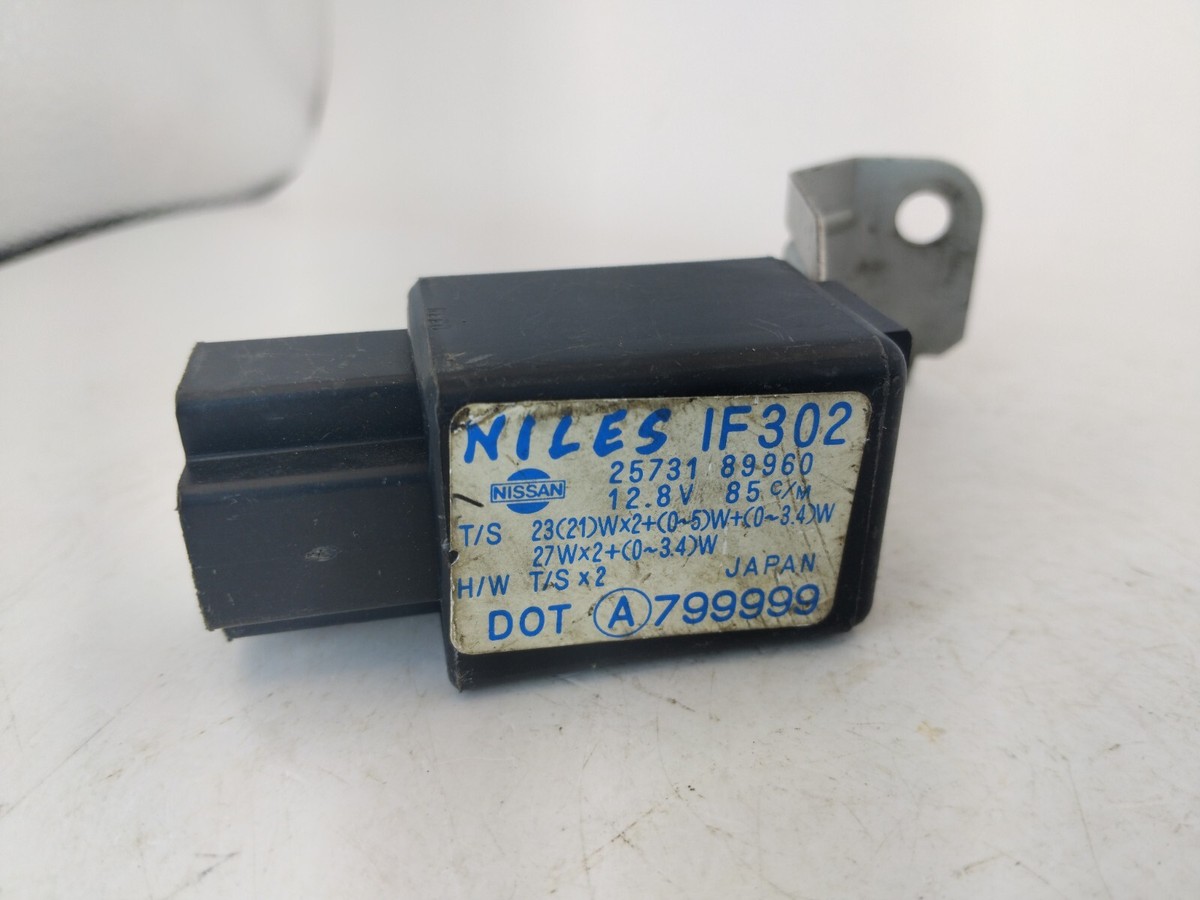 NILES IF302
25731 89960
NISSAN
12.8V 85 C/M
T/S 23(21)W×2+(0~5)W+(0~3.4)W
27W×2+(0~3.4)W
H/W T/S×2 JAPAN
DOT A 799999